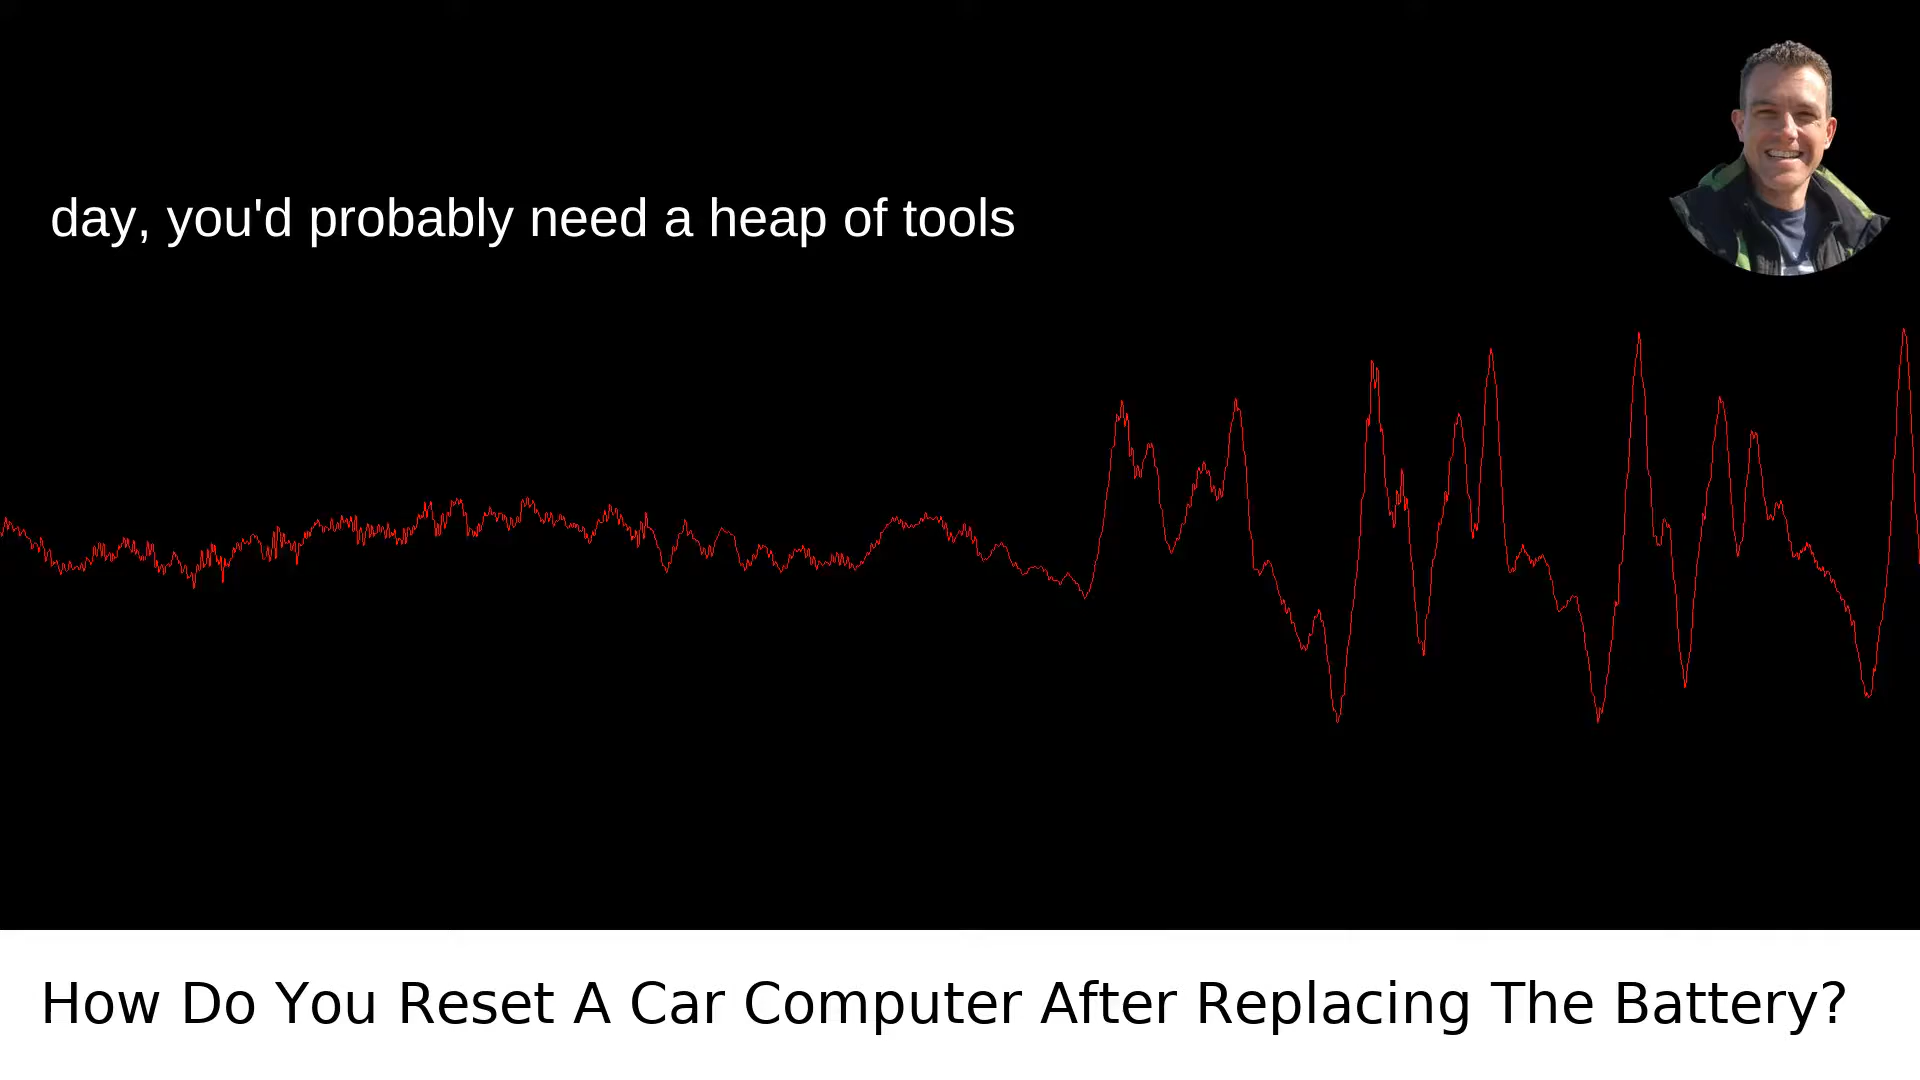 day, you'd probably need a heap of tools
How Do You Reset A Car Computer After Replacing The Battery?